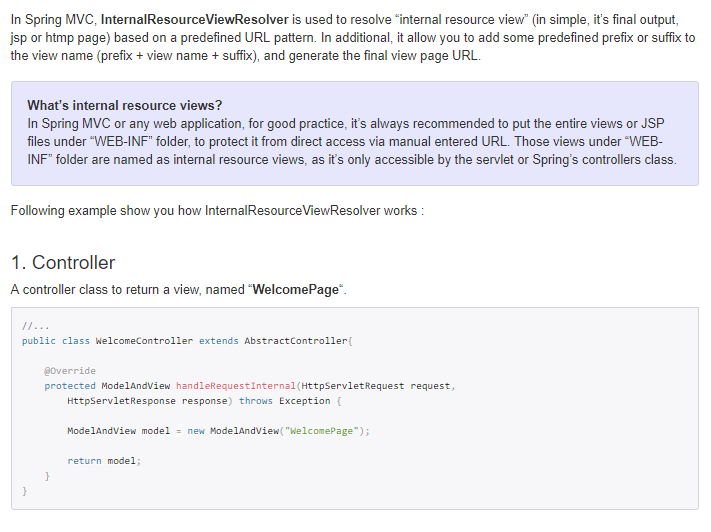 In Spring MVC, InternalResourceViewResolver is used to resolve “internal resource view” (in simple, it’s final output,
jsp or htmp page) based on a predefined URL pattern. In additional, it allow you to add some predefined prefix or suffix to
the view name (prefix + view name + suffix), and generate the final view page URL.
What’s internal resource views?
In Spring MVC or any web application, for good practice, it’s always recommended to put the entire views or JSP
files under “WEB-INF” folder, to protect it from direct access via manual entered URL. Those views under “WEB-
INF” folder are named as internal resource views, as it’s only accessible by the servlet or Spring’s controllers class.
Following example show you how InternalResourceViewResolver works :
1. Controller
A controller class to return a view, named “WelcomePage“.
//...
public class WelcomeController extends AbstractController{
@Override
protected ModelAndView handleRequestInternal(HttpServletRequest request,
HttpServletResponse response) throws Exception {
ModelAndView model = new ModelAndView("WelcomePage");
return model;
}
}